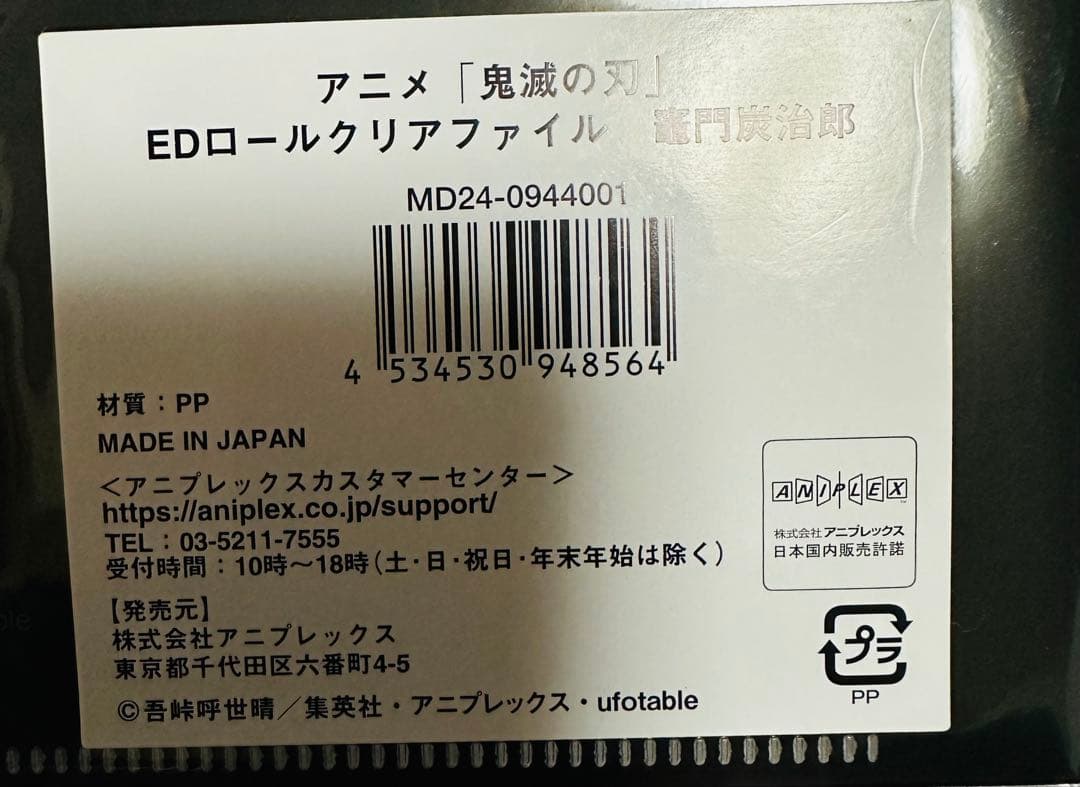 アニメ「鬼滅の刃」
EDロールクリアファイル　竈門炭治郎
MD24-0944001
4 534530 948564
材質：PP
MADE IN JAPAN
＜アニプレックスカスタマーセンター＞
https://aniplex.co.jp/support/
TEL：03-5211-7555
受付時間：10時～18時（土・日・祝日・年末年始は除く）
【発売元】
株式会社アニプレックス
東京都千代田区六番町4-5
©吾峠呼世晴／集英社・アニプレックス・ufotable
ANIPLEX
株式会社アニプレックス
日本国内販売許諾
プラ
PP